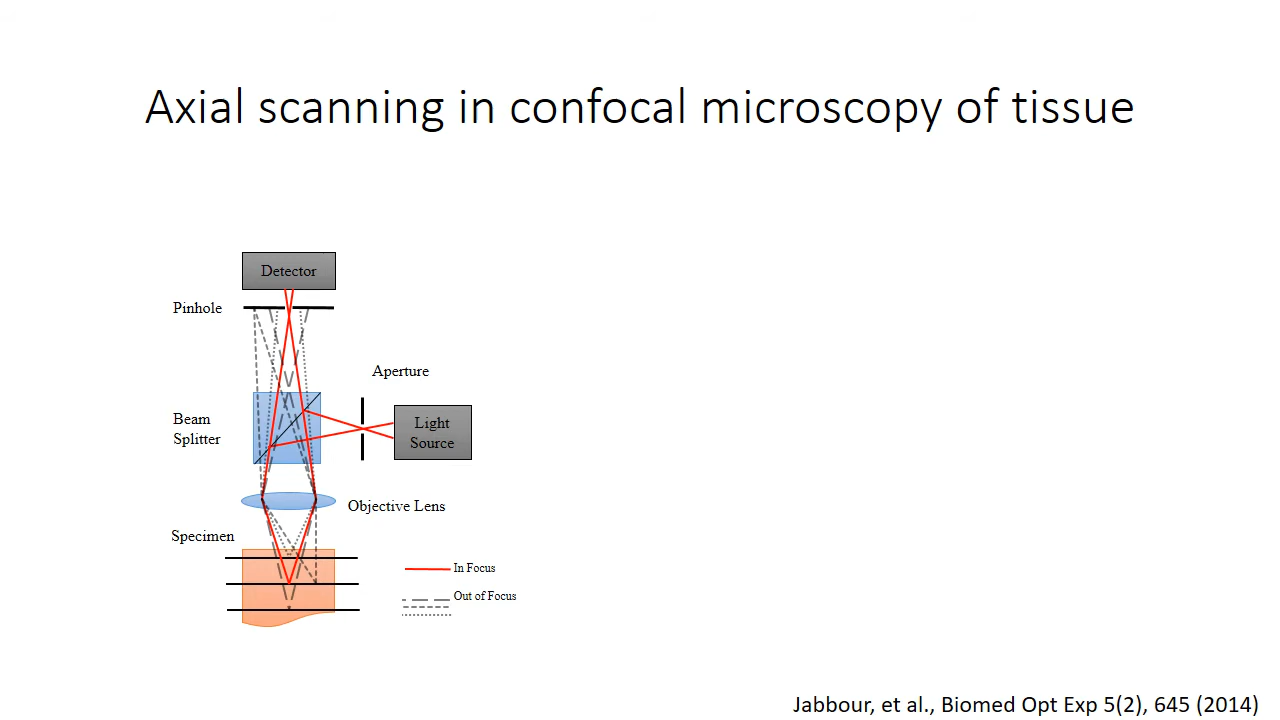 Axial scanning in confocal microscopy of tissue
Detector
Pinhole
Aperture
Beam
Splitter
Light
Source
Objective Lens
Specimen
In Focus
Out of Focus
Jabbour, et al., Biomed Opt Exp 5(2), 645 (2014)